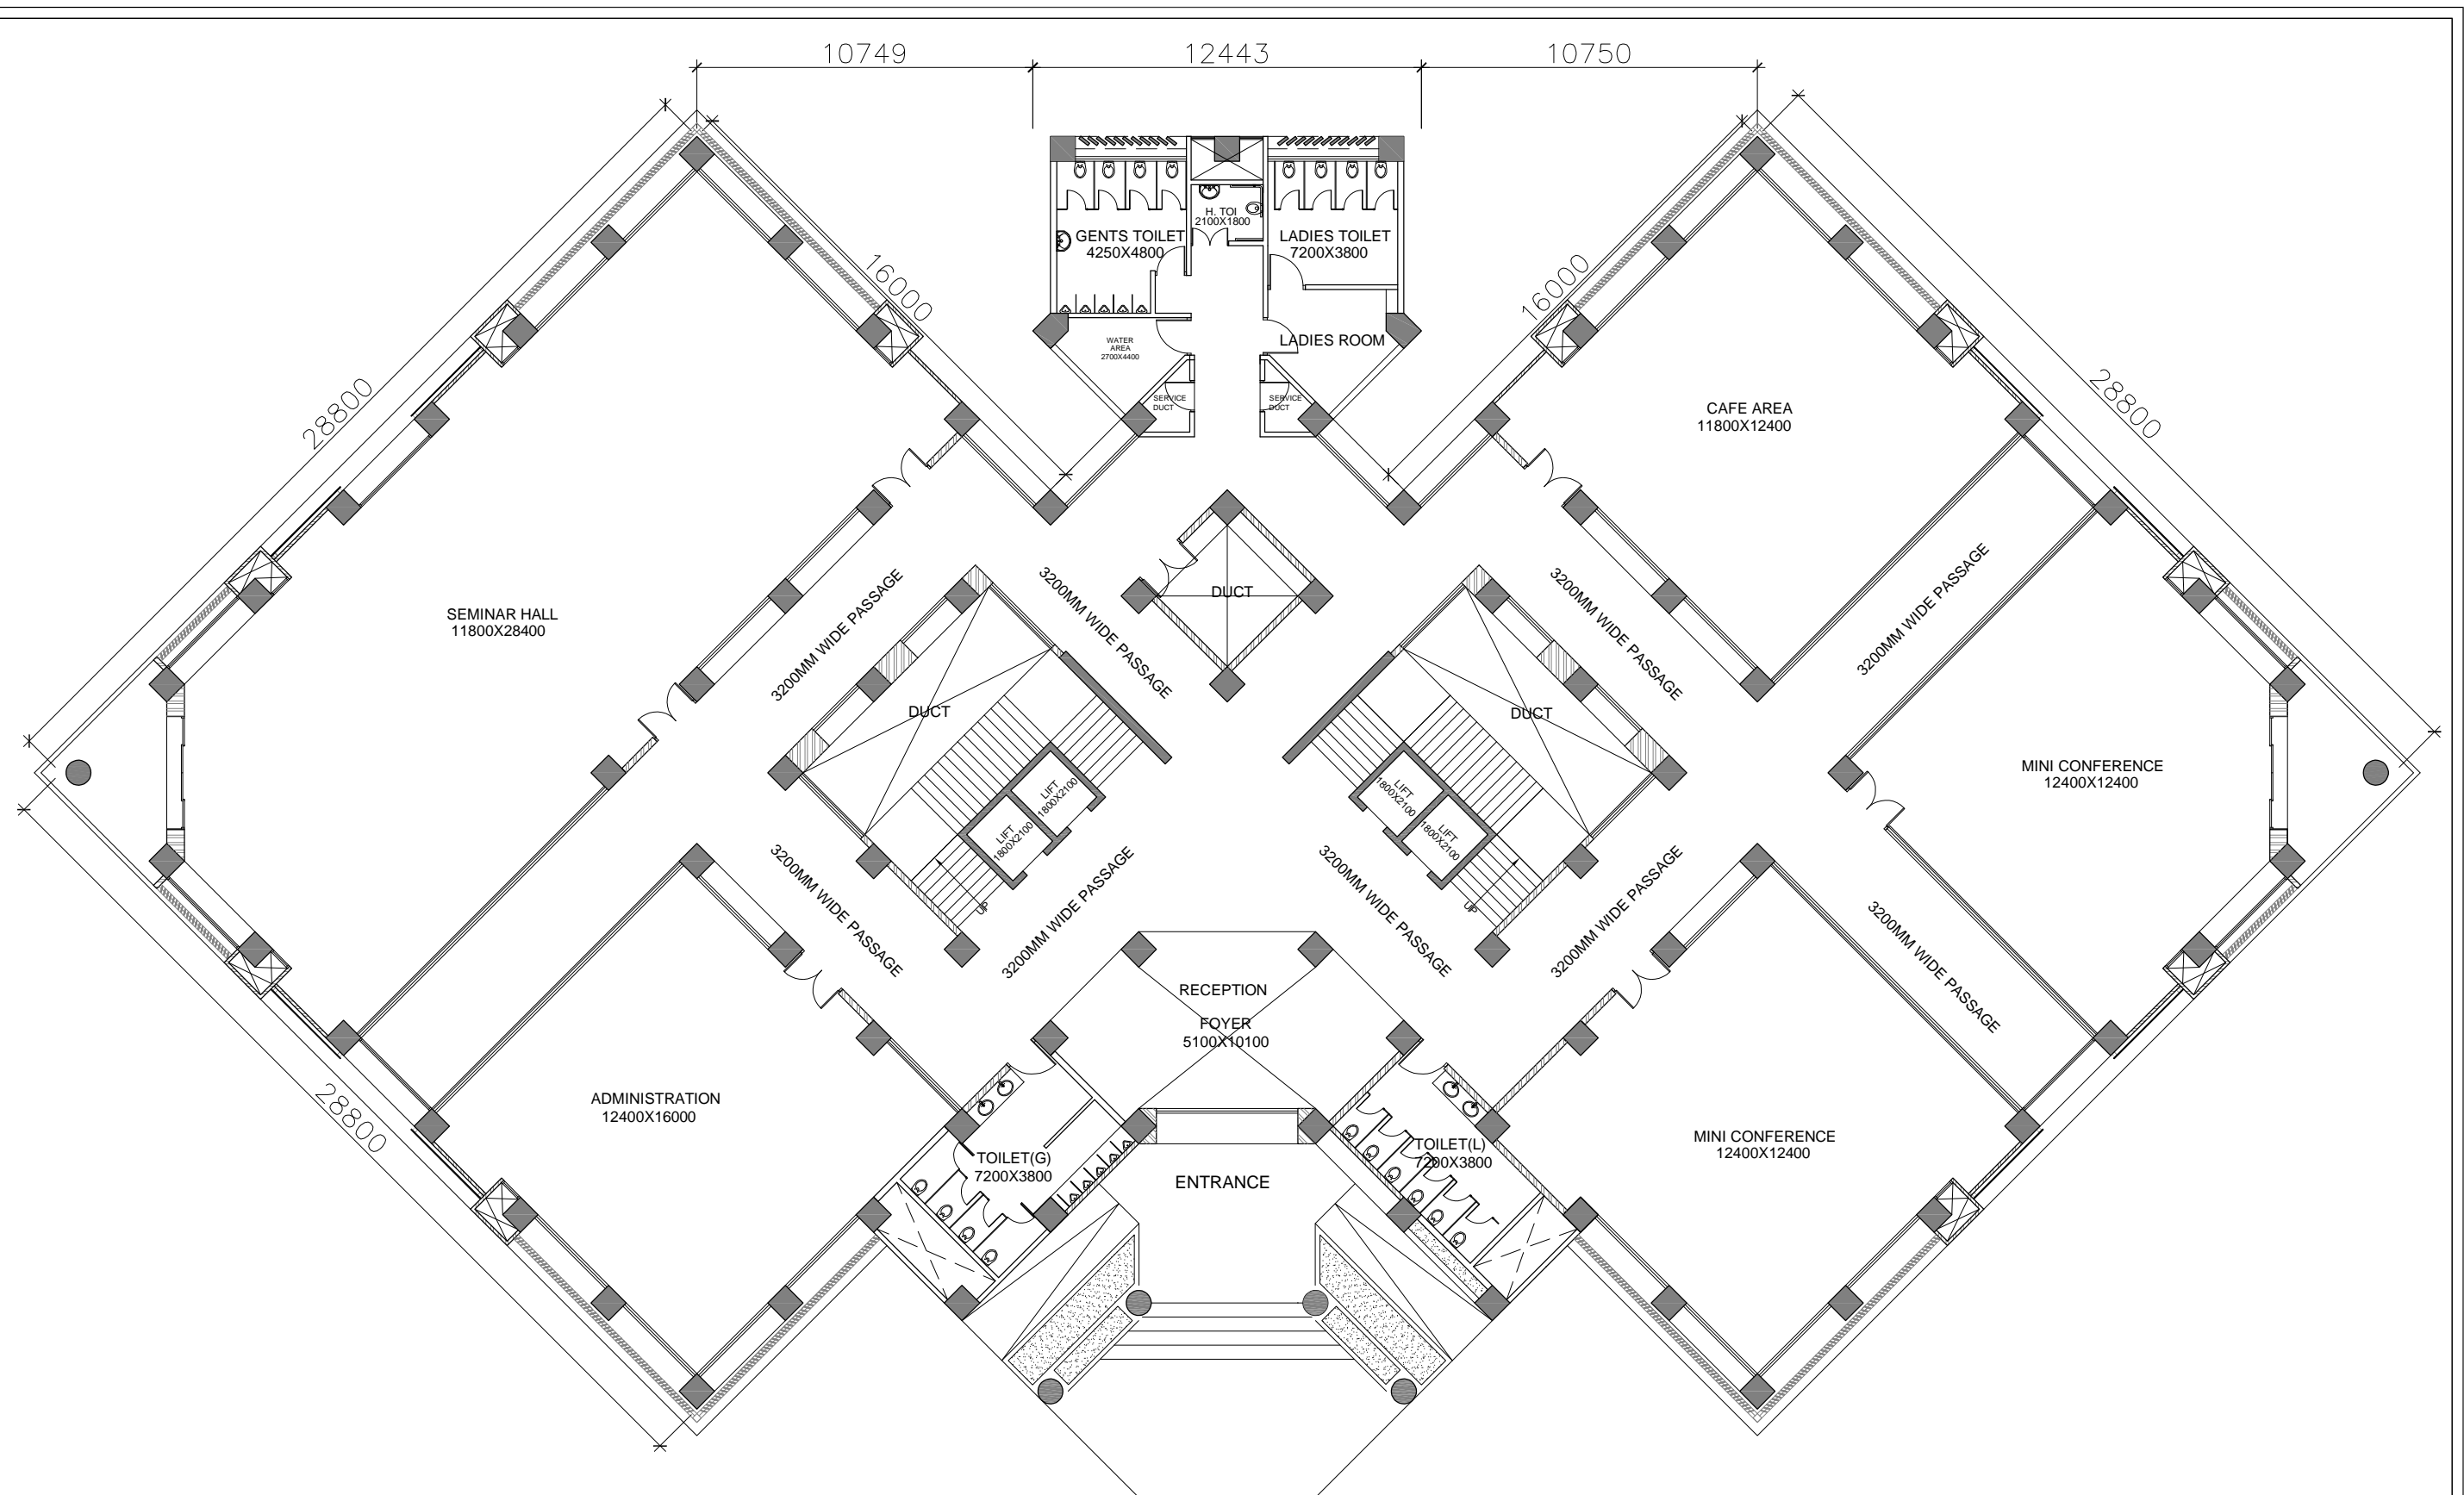 10749
12443
10750
16000
16000
28800
28800
28800
H. TOI
2100X1800
GENTS TOILET
4250X4800
LADIES TOILET
7200X3800
WATER
AREA
2700X4400
LADIES ROOM
SERVICE
DUCT
SERVICE
DUCT
CAFE AREA
11800X12400
SEMINAR HALL
11800X28400
3200MM WIDE PASSAGE
3200MM WIDE PASSAGE
DUCT
3200MM WIDE PASSAGE
3200MM WIDE PASSAGE
DUCT
DUCT
LIFT
1800X2100
LIFT
1800X2100
LIFT
1800X2100
LIFT
1800X2100
MINI CONFERENCE
12400X12400
UP
UP
3200MM WIDE PASSAGE
3200MM WIDE PASSAGE
3200MM WIDE PASSAGE
3200MM WIDE PASSAGE
3200MM WIDE PASSAGE
RECEPTION
FOYER
5100X10100
ADMINISTRATION
12400X16000
TOILET(G)
7200X3800
TOILET(L)
7200X3800
MINI CONFERENCE
12400X12400
ENTRANCE